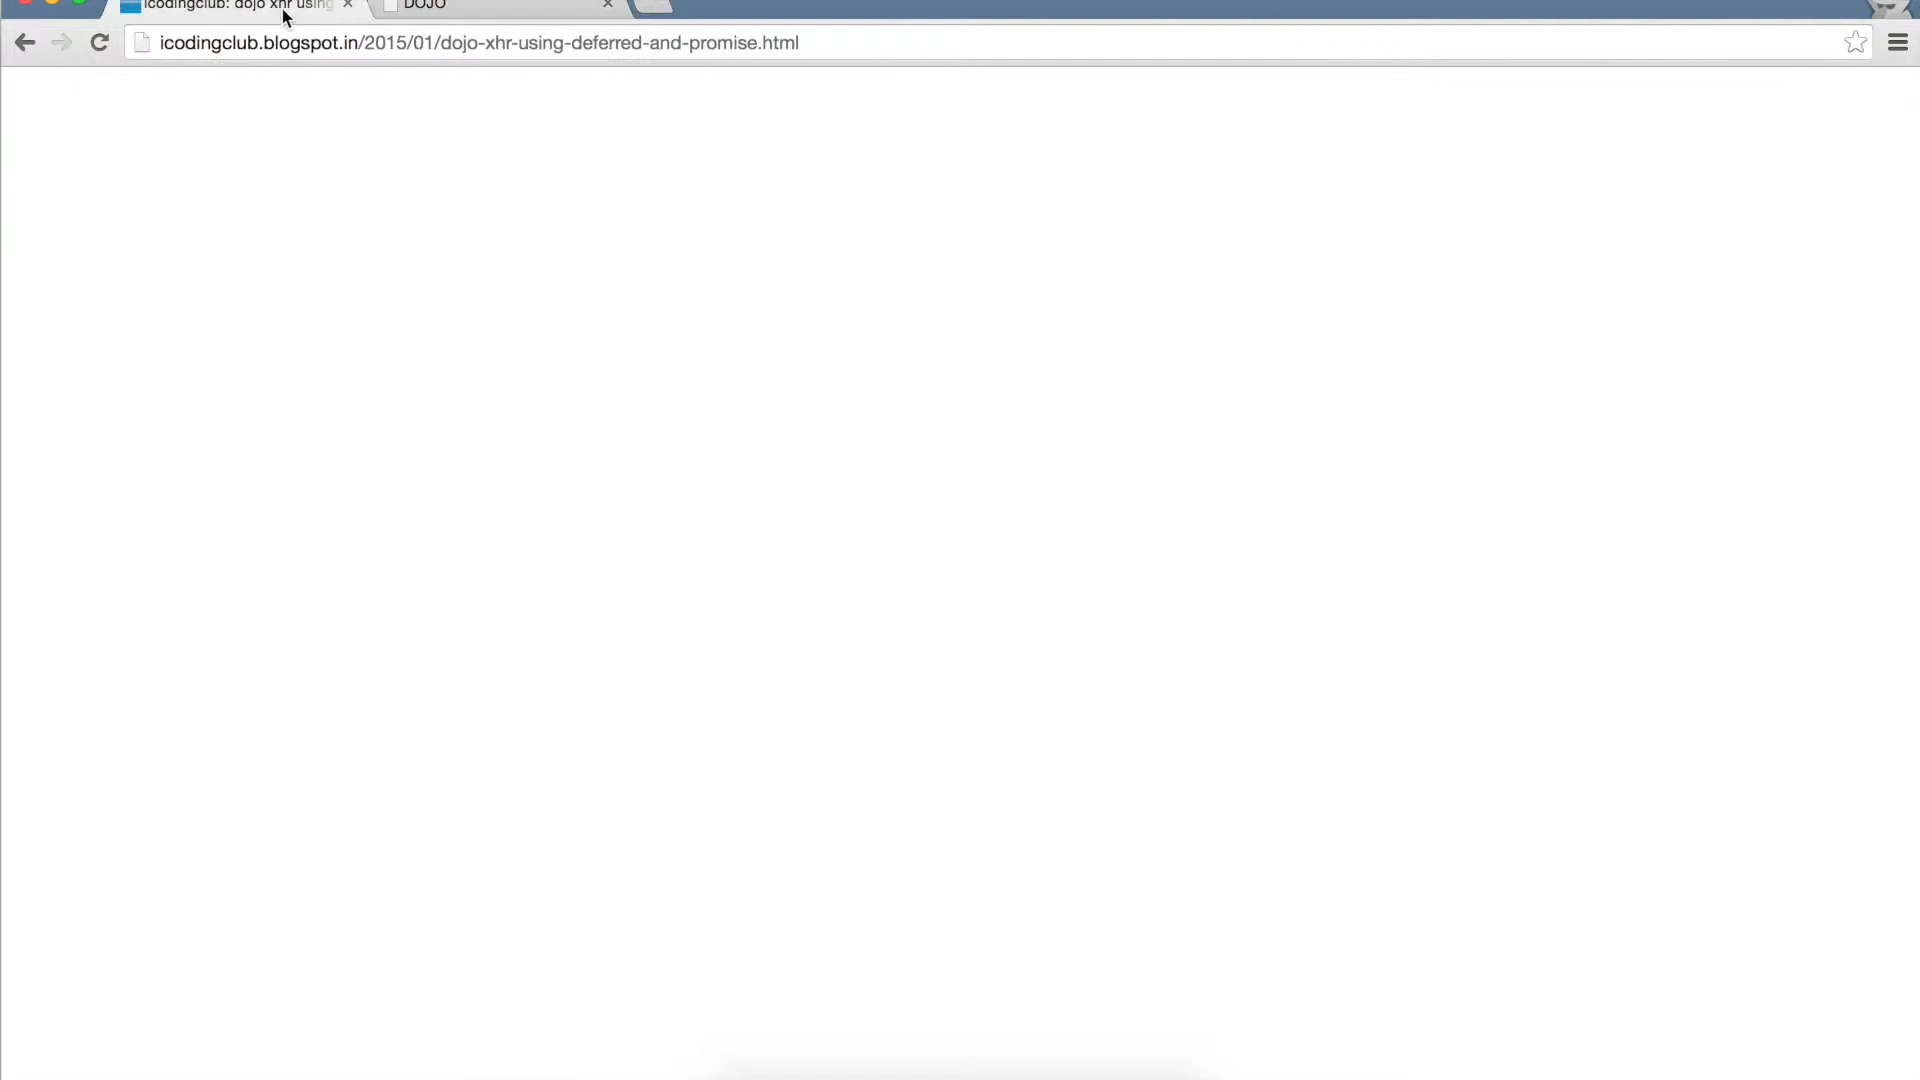 icodingclub: dojo xhr using
DOJO
icodingclub.blogspot.in/2015/01/dojo-xhr-using-deferred-and-promise.html